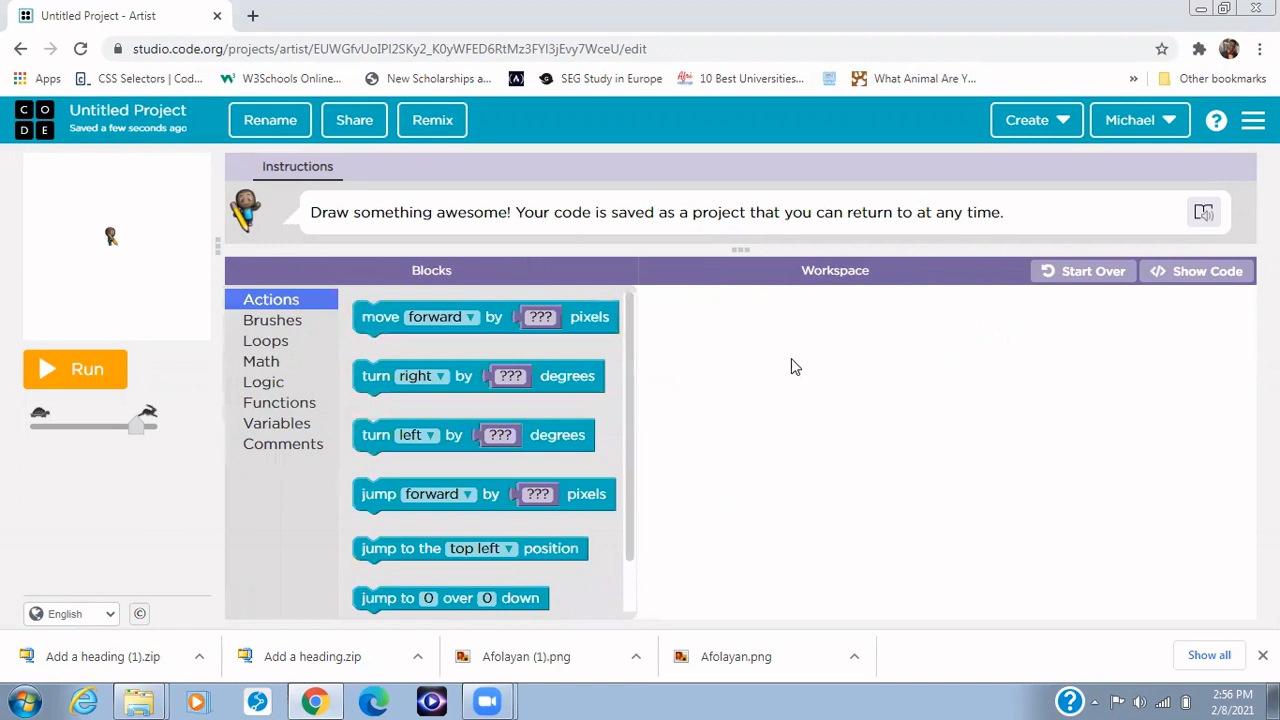 Untitled Project - Artist
studio.code.org/projects/artist/EUWGfvUoIPl2SKy2_K0yWFED6RtMz3FYl3jEvy7WceU/edit
Apps
CSS Selectors | Cod...
W3Schools Online...
New Scholarships a...
SEG Study in Europe
Afri
10 Best Universities...
What Animal Are Y...
»
Other bookmarks
C O
D E
Untitled Project
Saved a few seconds ago
Rename
Share
Remix
Create
Michael
?
Instructions
Draw something awesome! Your code is saved as a project that you can return to at any time.
Blocks
Workspace
Start Over
</> Show Code
Actions
Brushes
Loops
Math
Logic
Functions
Variables
Comments
move forward by ??? pixels
turn right by ??? degrees
turn left by ??? degrees
jump forward by ??? pixels
jump to the top left position
jump to 0 over 0 down
Run
English
©
Add a heading (1).zip
Add a heading.zip
Afolayan (1).png
Afolayan.png
Show all
?
2:56 PM
2/8/2021